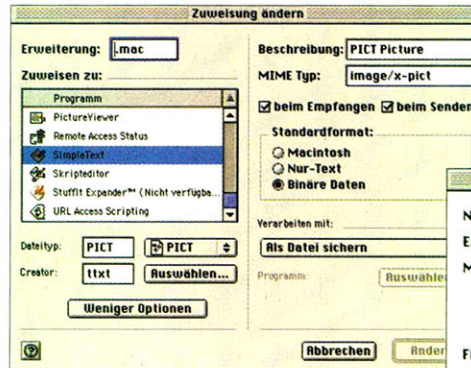 Zuweisung ändern
Erweiterung: .mac
Zuweisen zu:
Programm
PictureViewer
Remote Access Status
SimpleText
Skripteditor
StuffIt Expander™ (Nicht verfügba...
URL Access Scripting
Dateityp: PICT PICT
Creator: ttxt Auswählen...
Weniger Optionen
Beschreibung: PICT Picture
MIME Typ: image/x-pict
beim Empfangen beim Senden
Standardformat:
Macintosh
Nur-Text
Binäre Daten
Verarbeiten mit:
Als Datei sichern
Programm: Auswähle
Abbrechen Änder
N
E
M